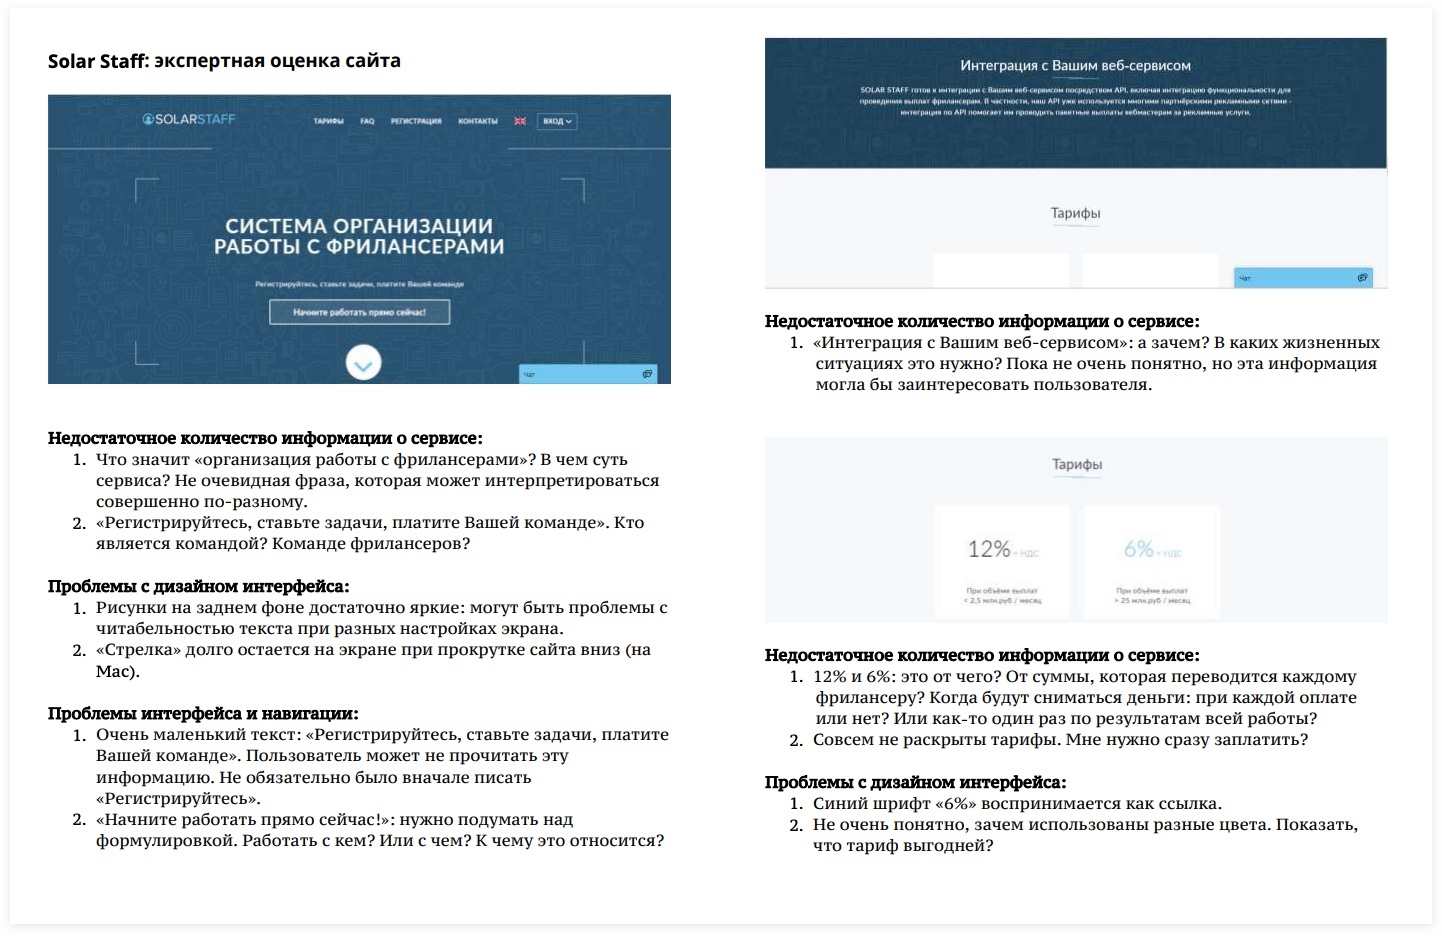 Solar Staff: экспертная оценка сайта
SOLARSTAFF
ТАРИФЫ FAQ РЕГИСТРАЦИЯ КОНТАКТЫ ВХОД
СИСТЕМА ОРГАНИЗАЦИИ
РАБОТЫ С ФРИЛАНСЕРАМИ
Регистрируйтесь, ставьте задачи, платите Вашей команде
Начните работать прямо сейчас!
Чат
Недостаточное количество информации о сервисе:
1. Что значит «организация работы с фрилансерами»? В чем суть
сервиса? Не очевидная фраза, которая может интерпретироваться
совершенно по-разному.
2. «Регистрируйтесь, ставьте задачи, платите Вашей команде». Кто
является командой? Команде фрилансеров?
Проблемы с дизайном интерфейса:
1. Рисунки на заднем фоне достаточно яркие: могут быть проблемы с
читабельностью текста при разных настройках экрана.
2. «Стрелка» долго остается на экране при прокрутке сайта вниз (на
Mac).
Проблемы интерфейса и навигации:
1. Очень маленький текст: «Регистрируйтесь, ставьте задачи, платите
Вашей команде». Пользователь может не прочитать эту
информацию. Не обязательно было вначале писать
«Регистрируйтесь».
2. «Начните работать прямо сейчас!»: нужно подумать над
формулировкой. Работать с кем? Или с чем? К чему это относится?
Интеграция с Вашим веб-сервисом
SOLAR STAFF готов к интеграции с Вашим веб-сервисом посредством API, включая интеграцию функциональности для
проведения выплат фрилансерам. В частности, наш API уже используется многими партнёрскими рекламными сетями -
интеграция по API помогает им проводить пакетные выплаты вебмастерам за рекламные услуги.
Тарифы
Чат
Недостаточное количество информации о сервисе:
1. «Интеграция с Вашим веб-сервисом»: а зачем? В каких жизненных
ситуациях это нужно? Пока не очень понятно, но эта информация
могла бы заинтересовать пользователя.
Тарифы
12% + НДС 6% + НДС
При объёме выплат При объёме выплат
< 2,5 млн.руб / месяц > 25 млн.руб / месяц
Недостаточное количество информации о сервисе:
1. 12% и 6%: это от чего? От суммы, которая переводится каждому
фрилансеру? Когда будут сниматься деньги: при каждой оплате
или нет? Или как-то один раз по результатам всей работы?
2. Совсем не раскрыты тарифы. Мне нужно сразу заплатить?
Проблемы с дизайном интерфейса:
1. Синий шрифт «6%» воспринимается как ссылка.
2. Не очень понятно, зачем использованы разные цвета. Показать,
что тариф выгодней?